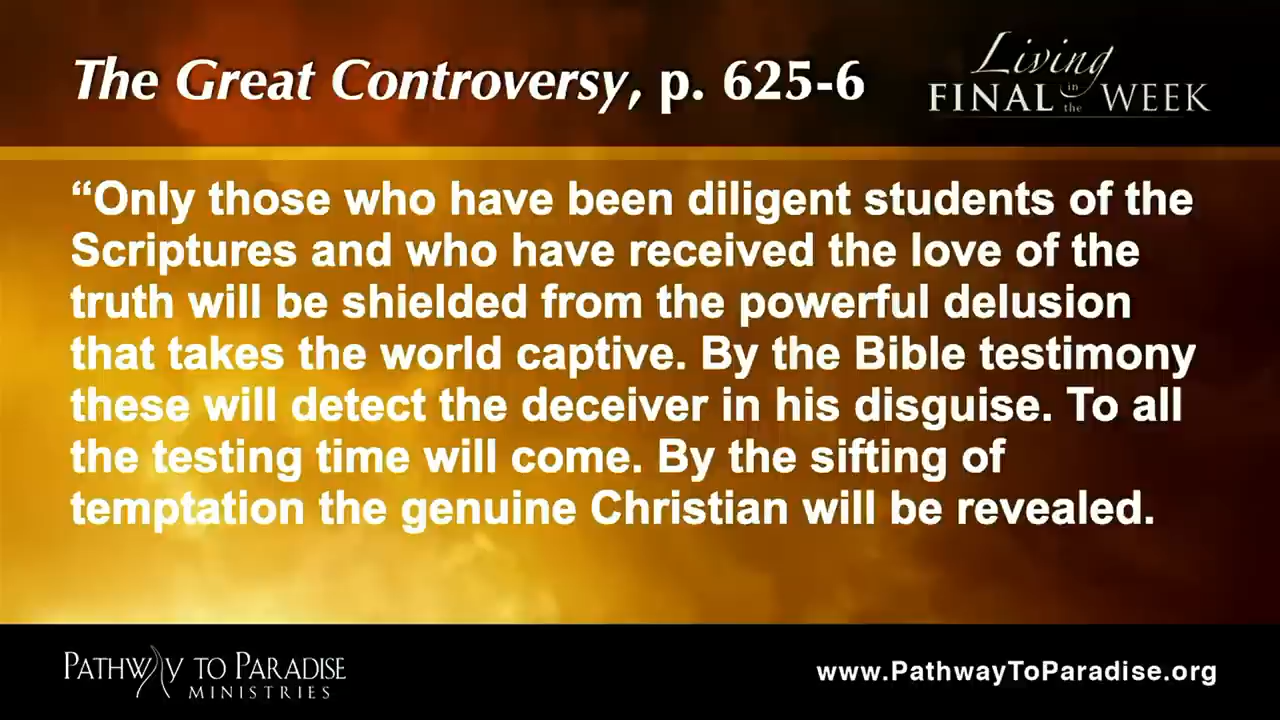 The Great Controversy, p. 625-6
Living
FINAL in the WEEK
“Only those who have been diligent students of the
Scriptures and who have received the love of the
truth will be shielded from the powerful delusion
that takes the world captive. By the Bible testimony
these will detect the deceiver in his disguise. To all
the testing time will come. By the sifting of
temptation the genuine Christian will be revealed.
PATHWAY TO PARADISE
MINISTRIES
www.PathwayToParadise.org